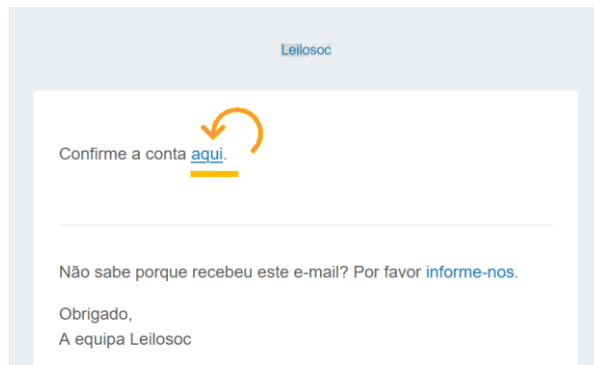 Leilosoc
Confirme a conta aqui.
Não sabe porque recebeu este e-mail? Por favor informe-nos.
Obrigado,
A equipa Leilosoc